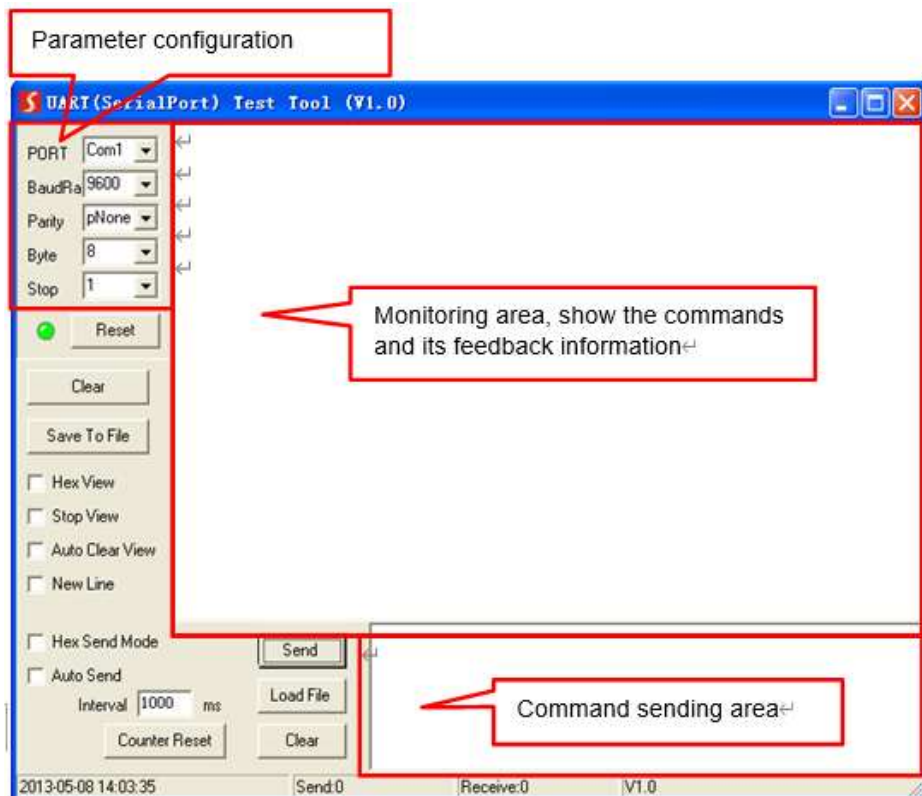 Parameter configuration
UART(SerialPort) Test Tool (V1.0)
PORT Com1
BaudRa 9600
Parity pNone
Byte 8
Stop 1
Reset
Monitoring area, show the commands
and its feedback information↵
Clear
Save To File
Hex View
Stop View
Auto Clear View
New Line
Hex Send Mode
Send
Auto Send
Interval 1000 ms
Load File
Command sending area↵
Counter Reset
Clear
2013-05-08 14:03:35 Send:0 Receive:0 V1.0